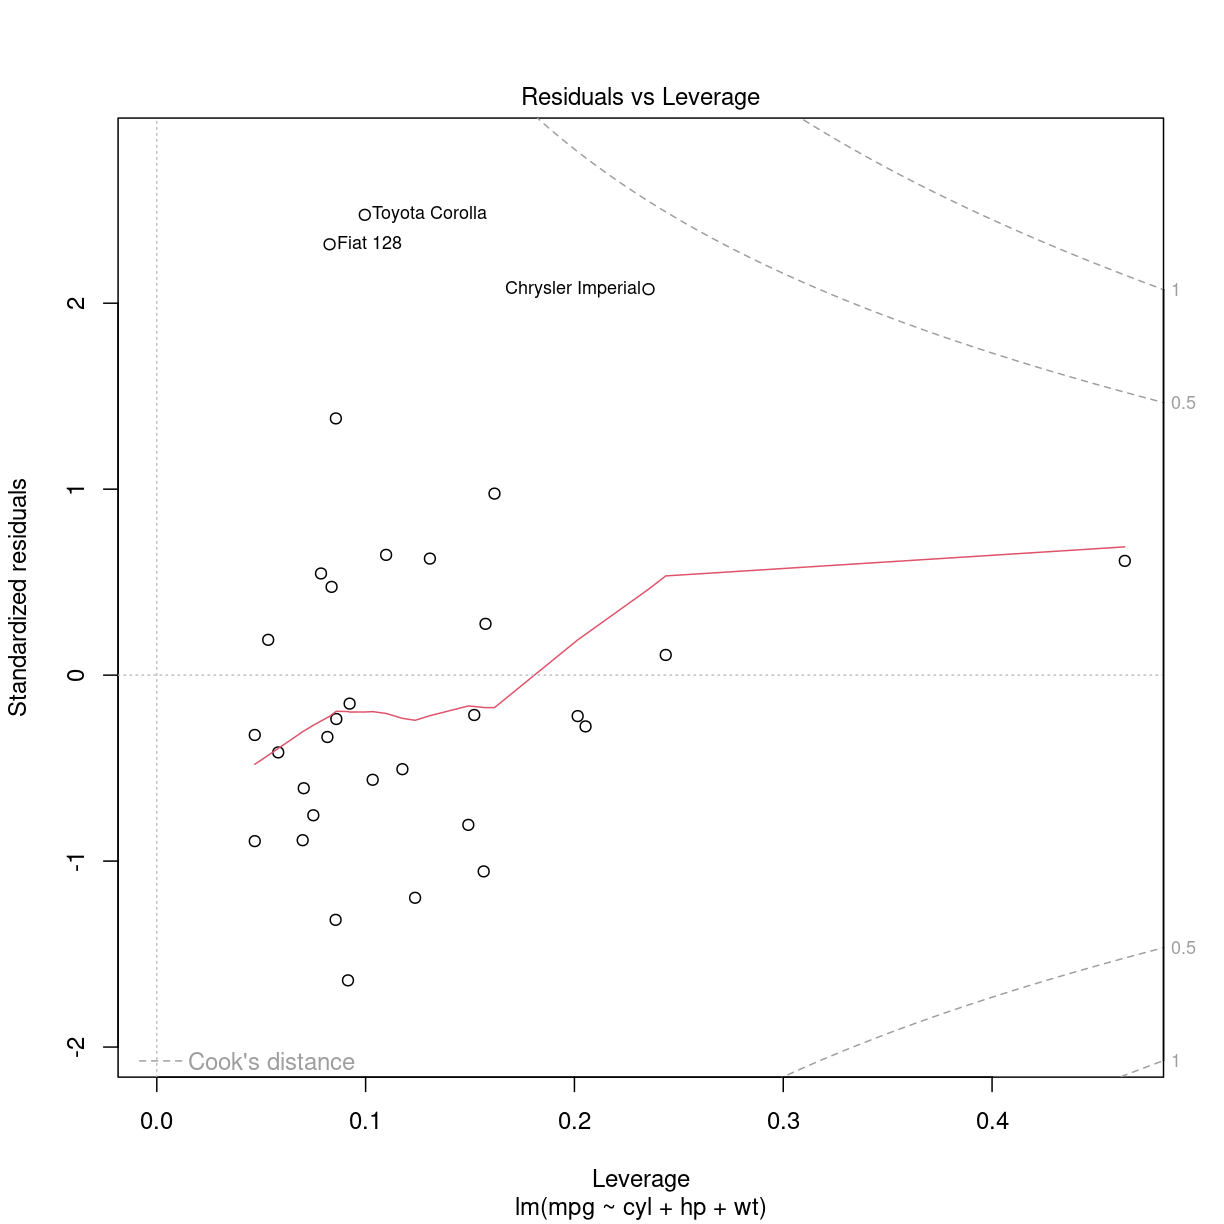 Residuals vs Leverage
Toyota Corolla
Fiat 128
Chrysler Imperial
Standardized residuals
2
1
0
-1
-2
1
0.5
0.5
1
Cook's distance
0.0 0.1 0.2 0.3 0.4
Leverage
lm(mpg ~ cyl + hp + wt)